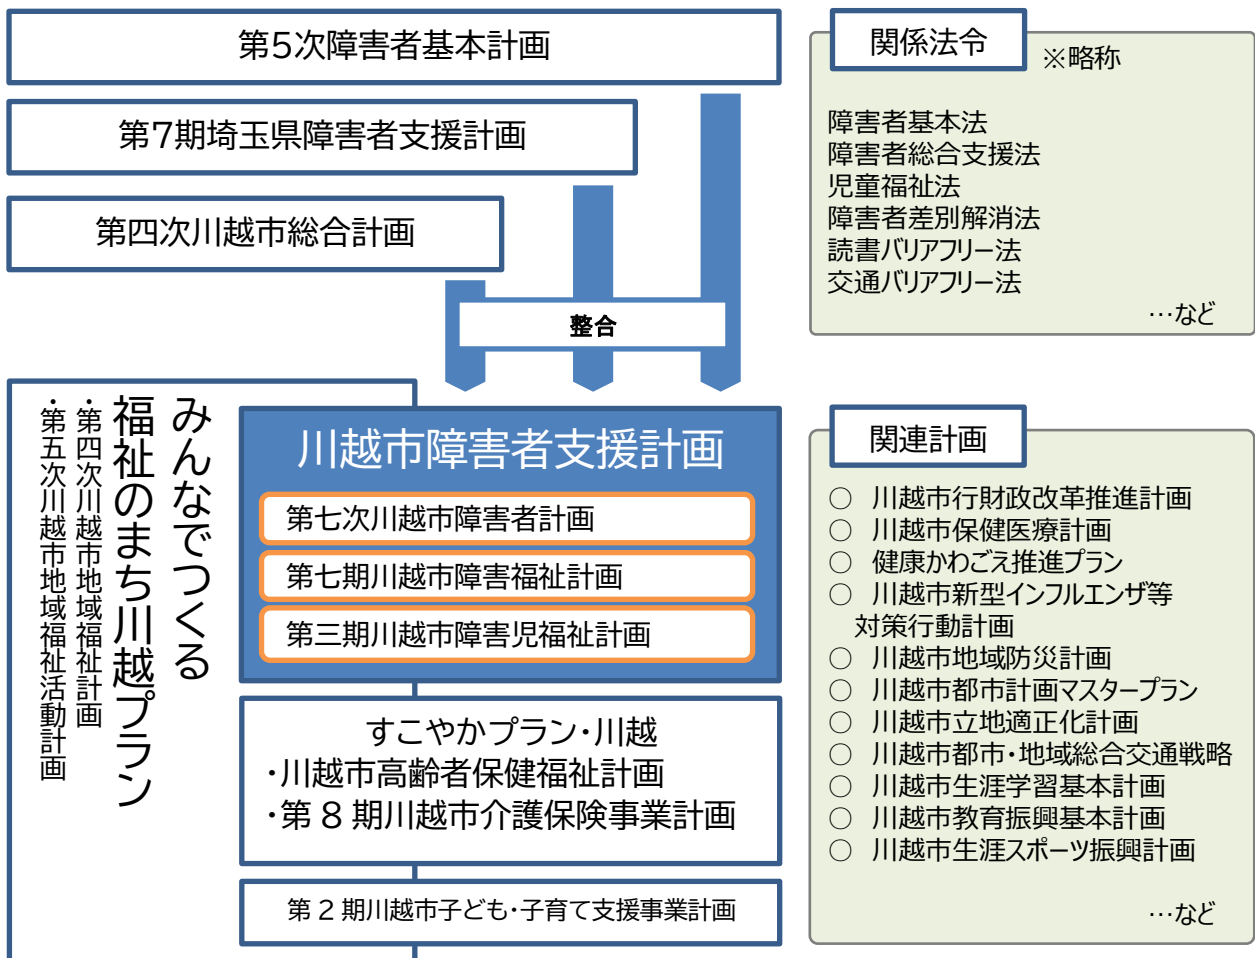 第5次障害者基本計画
第7期埼玉県障害者支援計画
第四次川越市総合計画
整合
関係法令
※略称
障害者基本法
障害者総合支援法
児童福祉法
障害者差別解消法
読書バリアフリー法
交通バリアフリー法
…など
みんなでつくる
福祉のまち川越プラン
・第四次川越市地域福祉計画
・第五次川越市地域福祉活動計画
川越市障害者支援計画
第七次川越市障害者計画
第七期川越市障害福祉計画
第三期川越市障害児福祉計画
すこやかプラン・川越
・川越市高齢者保健福祉計画
・第8期川越市介護保険事業計画
第2期川越市子ども・子育て支援事業計画
関連計画
○ 川越市行財政改革推進計画
○ 川越市保健医療計画
○ 健康かわごえ推進プラン
○ 川越市新型インフルエンザ等
対策行動計画
○ 川越市地域防災計画
○ 川越市都市計画マスタープラン
○ 川越市立地適正化計画
○ 川越市都市・地域総合交通戦略
○ 川越市生涯学習基本計画
○ 川越市教育振興基本計画
○ 川越市生涯スポーツ振興計画
…など